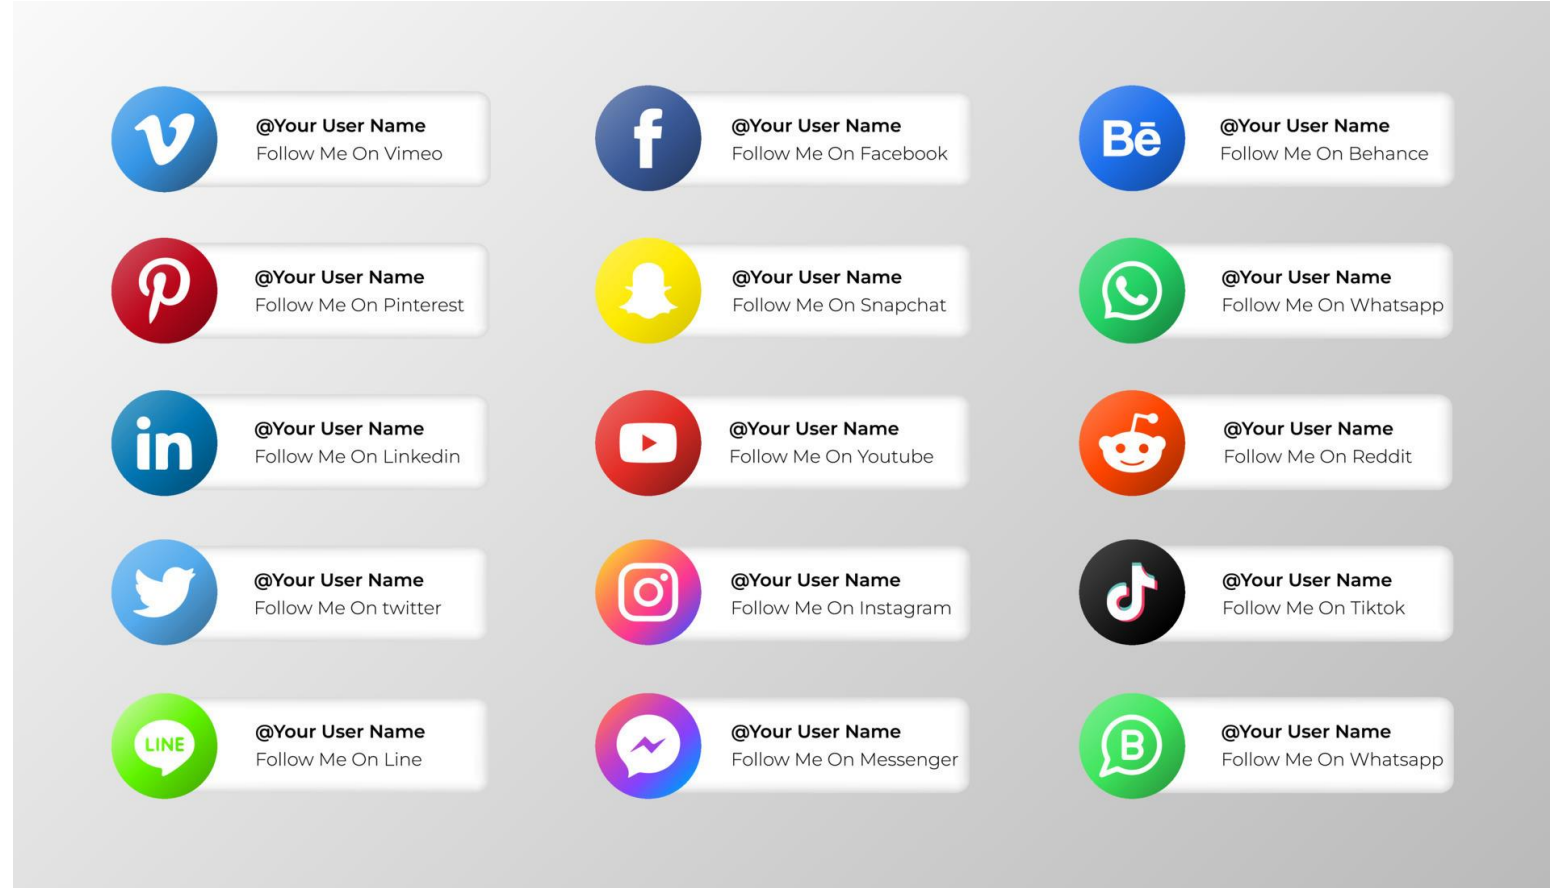 @Your User Name
Follow Me On Vimeo
@Your User Name
Follow Me On Facebook
Bē
@Your User Name
Follow Me On Behance
@Your User Name
Follow Me On Pinterest
@Your User Name
Follow Me On Snapchat
@Your User Name
Follow Me On Whatsapp
in
@Your User Name
Follow Me On Linkedin
@Your User Name
Follow Me On Youtube
@Your User Name
Follow Me On Reddit
@Your User Name
Follow Me On twitter
@Your User Name
Follow Me On Instagram
@Your User Name
Follow Me On Tiktok
LINE
@Your User Name
Follow Me On Line
@Your User Name
Follow Me On Messenger
B
@Your User Name
Follow Me On Whatsapp